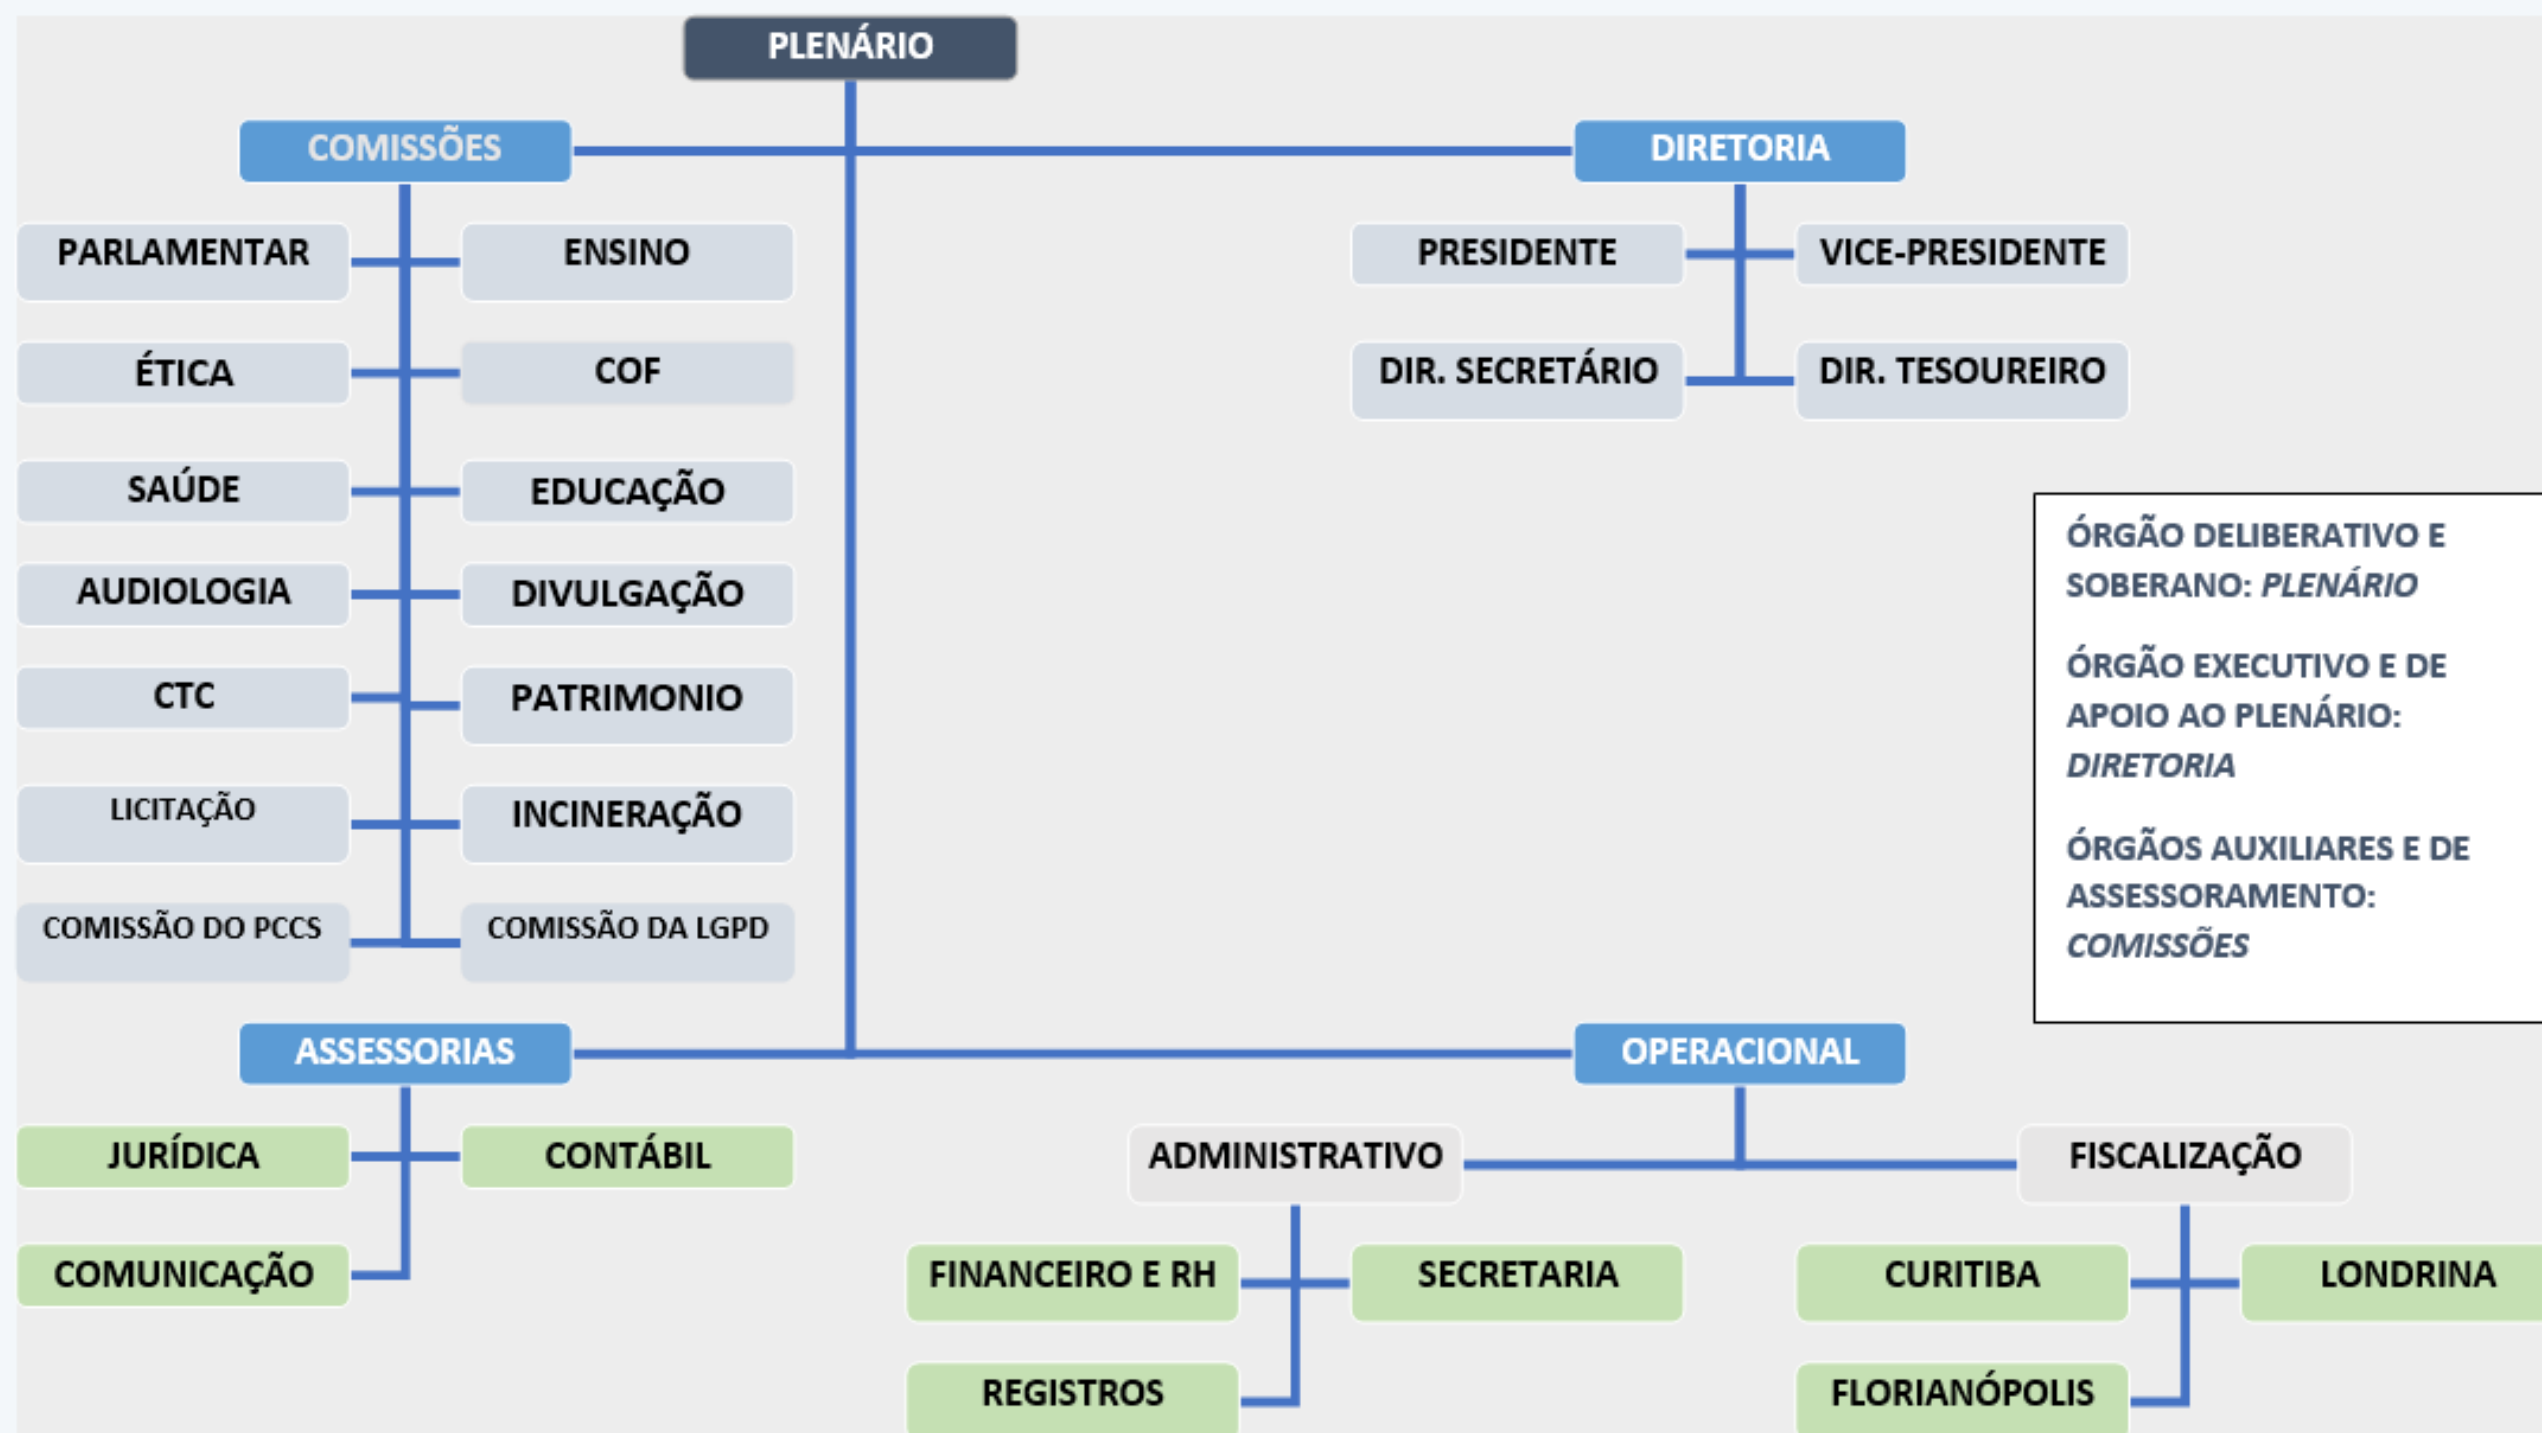 PLENÁRIO
COMISSÕES
DIRETORIA
PARLAMENTAR
ENSINO
PRESIDENTE
VICE-PRESIDENTE
ÉTICA
COF
DIR. SECRETÁRIO
DIR. TESOUREIRO
SAÚDE
EDUCAÇÃO
AUDIOLOGIA
DIVULGAÇÃO
CTC
PATRIMONIO
LICITAÇÃO
INCINERAÇÃO
COMISSÃO DO PCCS
COMISSÃO DA LGPD
ÓRGÃO DELIBERATIVO E
SOBERANO: PLENÁRIO
ÓRGÃO EXECUTIVO E DE
APOIO AO PLENÁRIO:
DIRETORIA
ÓRGÃOS AUXILIARES E DE
ASSESSORAMENTO:
COMISSÕES
ASSESSORIAS
OPERACIONAL
JURÍDICA
CONTÁBIL
ADMINISTRATIVO
FISCALIZAÇÃO
COMUNICAÇÃO
FINANCEIRO E RH
SECRETARIA
CURITIBA
LONDRINA
REGISTROS
FLORIANÓPOLIS